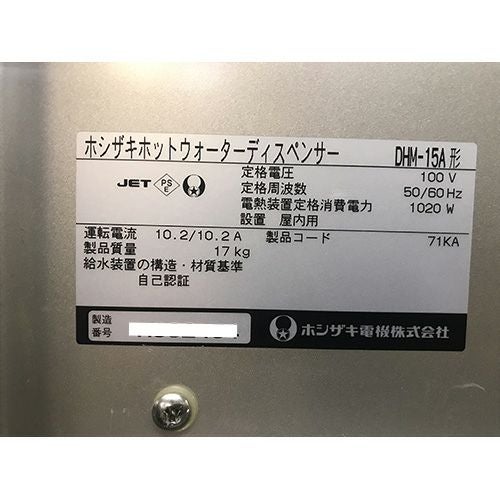 ホシザキホットウォーターディスペンサー DHM-15A 形
JET PS E
定格電圧 100 V
定格周波数 50/60 Hz
電熱装置定格消費電力 1020 W
設置 屋内用
運転電流 10.2/10.2 A 製品コード 71KA
製品質量 17 kg
給水装置の構造・材質基準
自己認証
製造
番号
ホシザキ電機株式会社